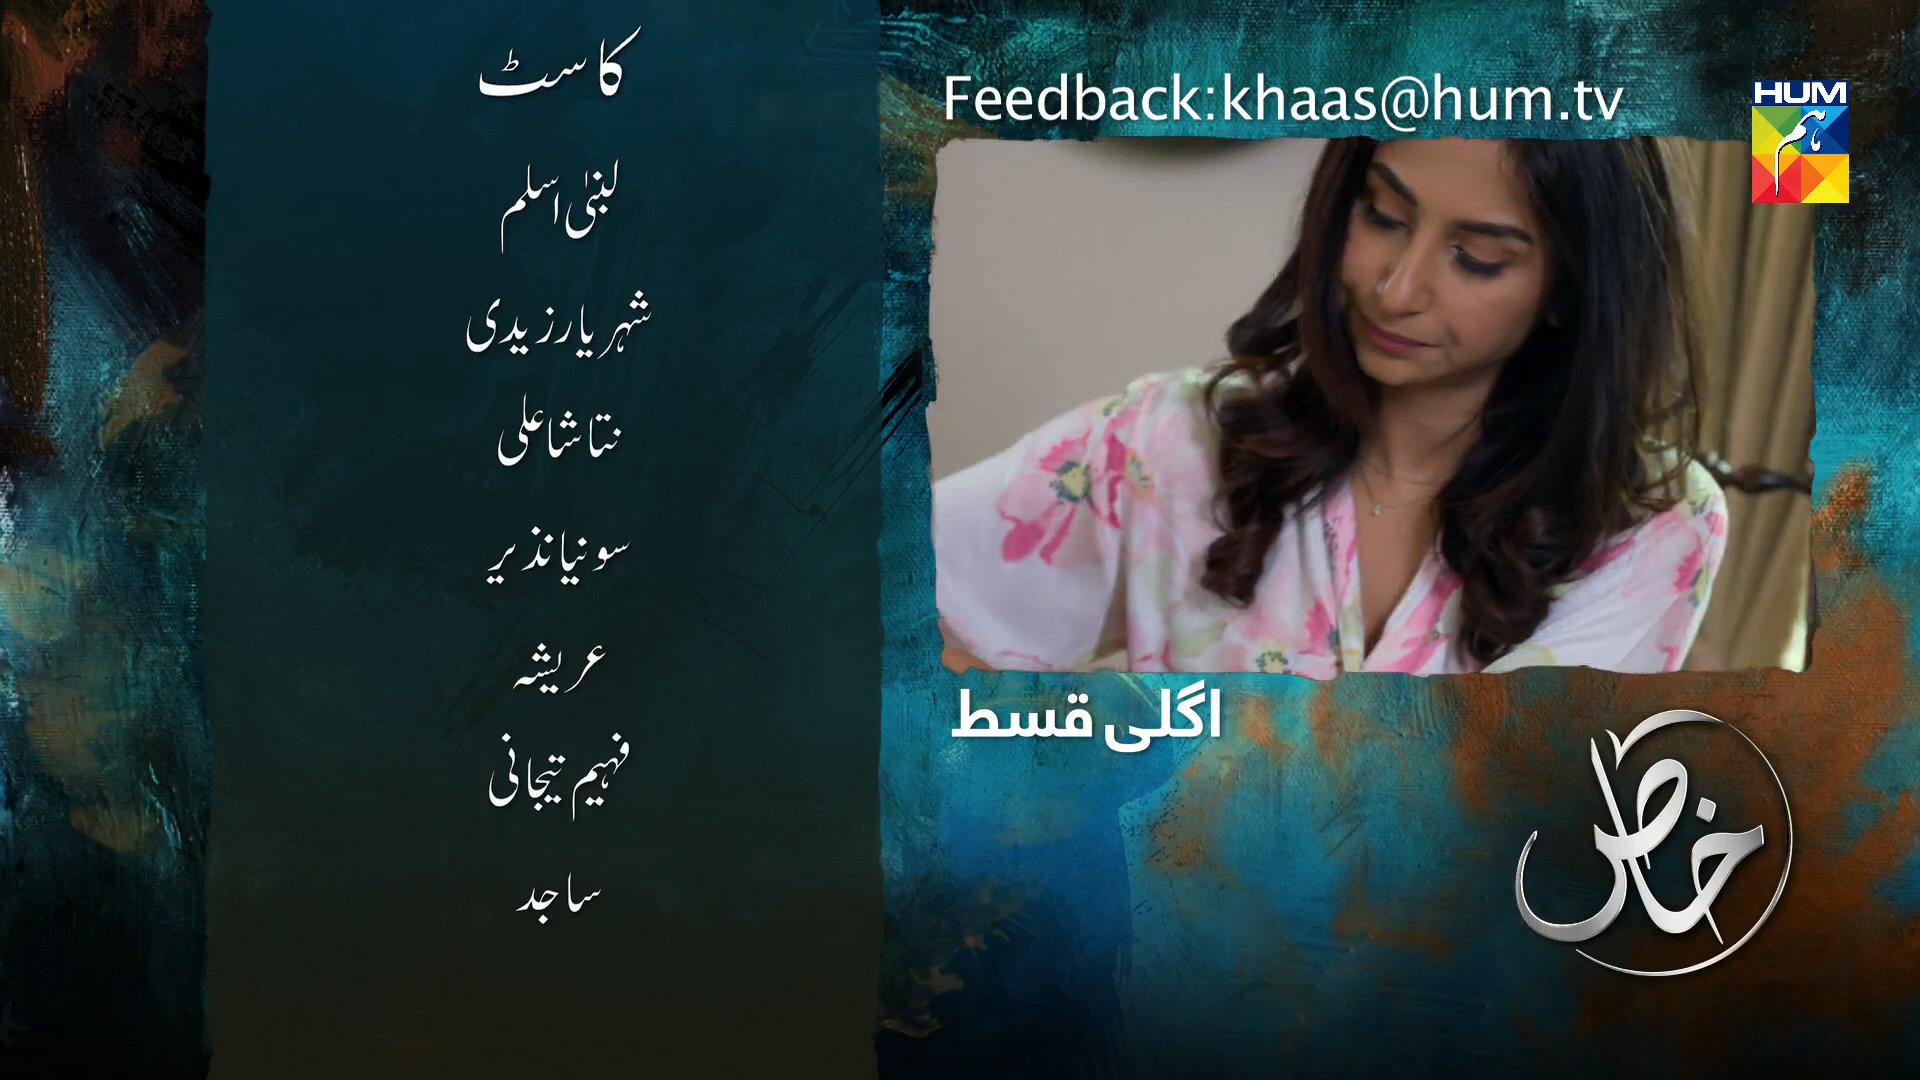 کاسٹ
لبنیٰ اسلم
شہریار زیدی
نتاشا علی
سونیا نذیر
عریشہ
فہیم تیجانی
ساجد
Feedback:khaas@hum.tv
HUM
ہم
اگلی قسط
خاص